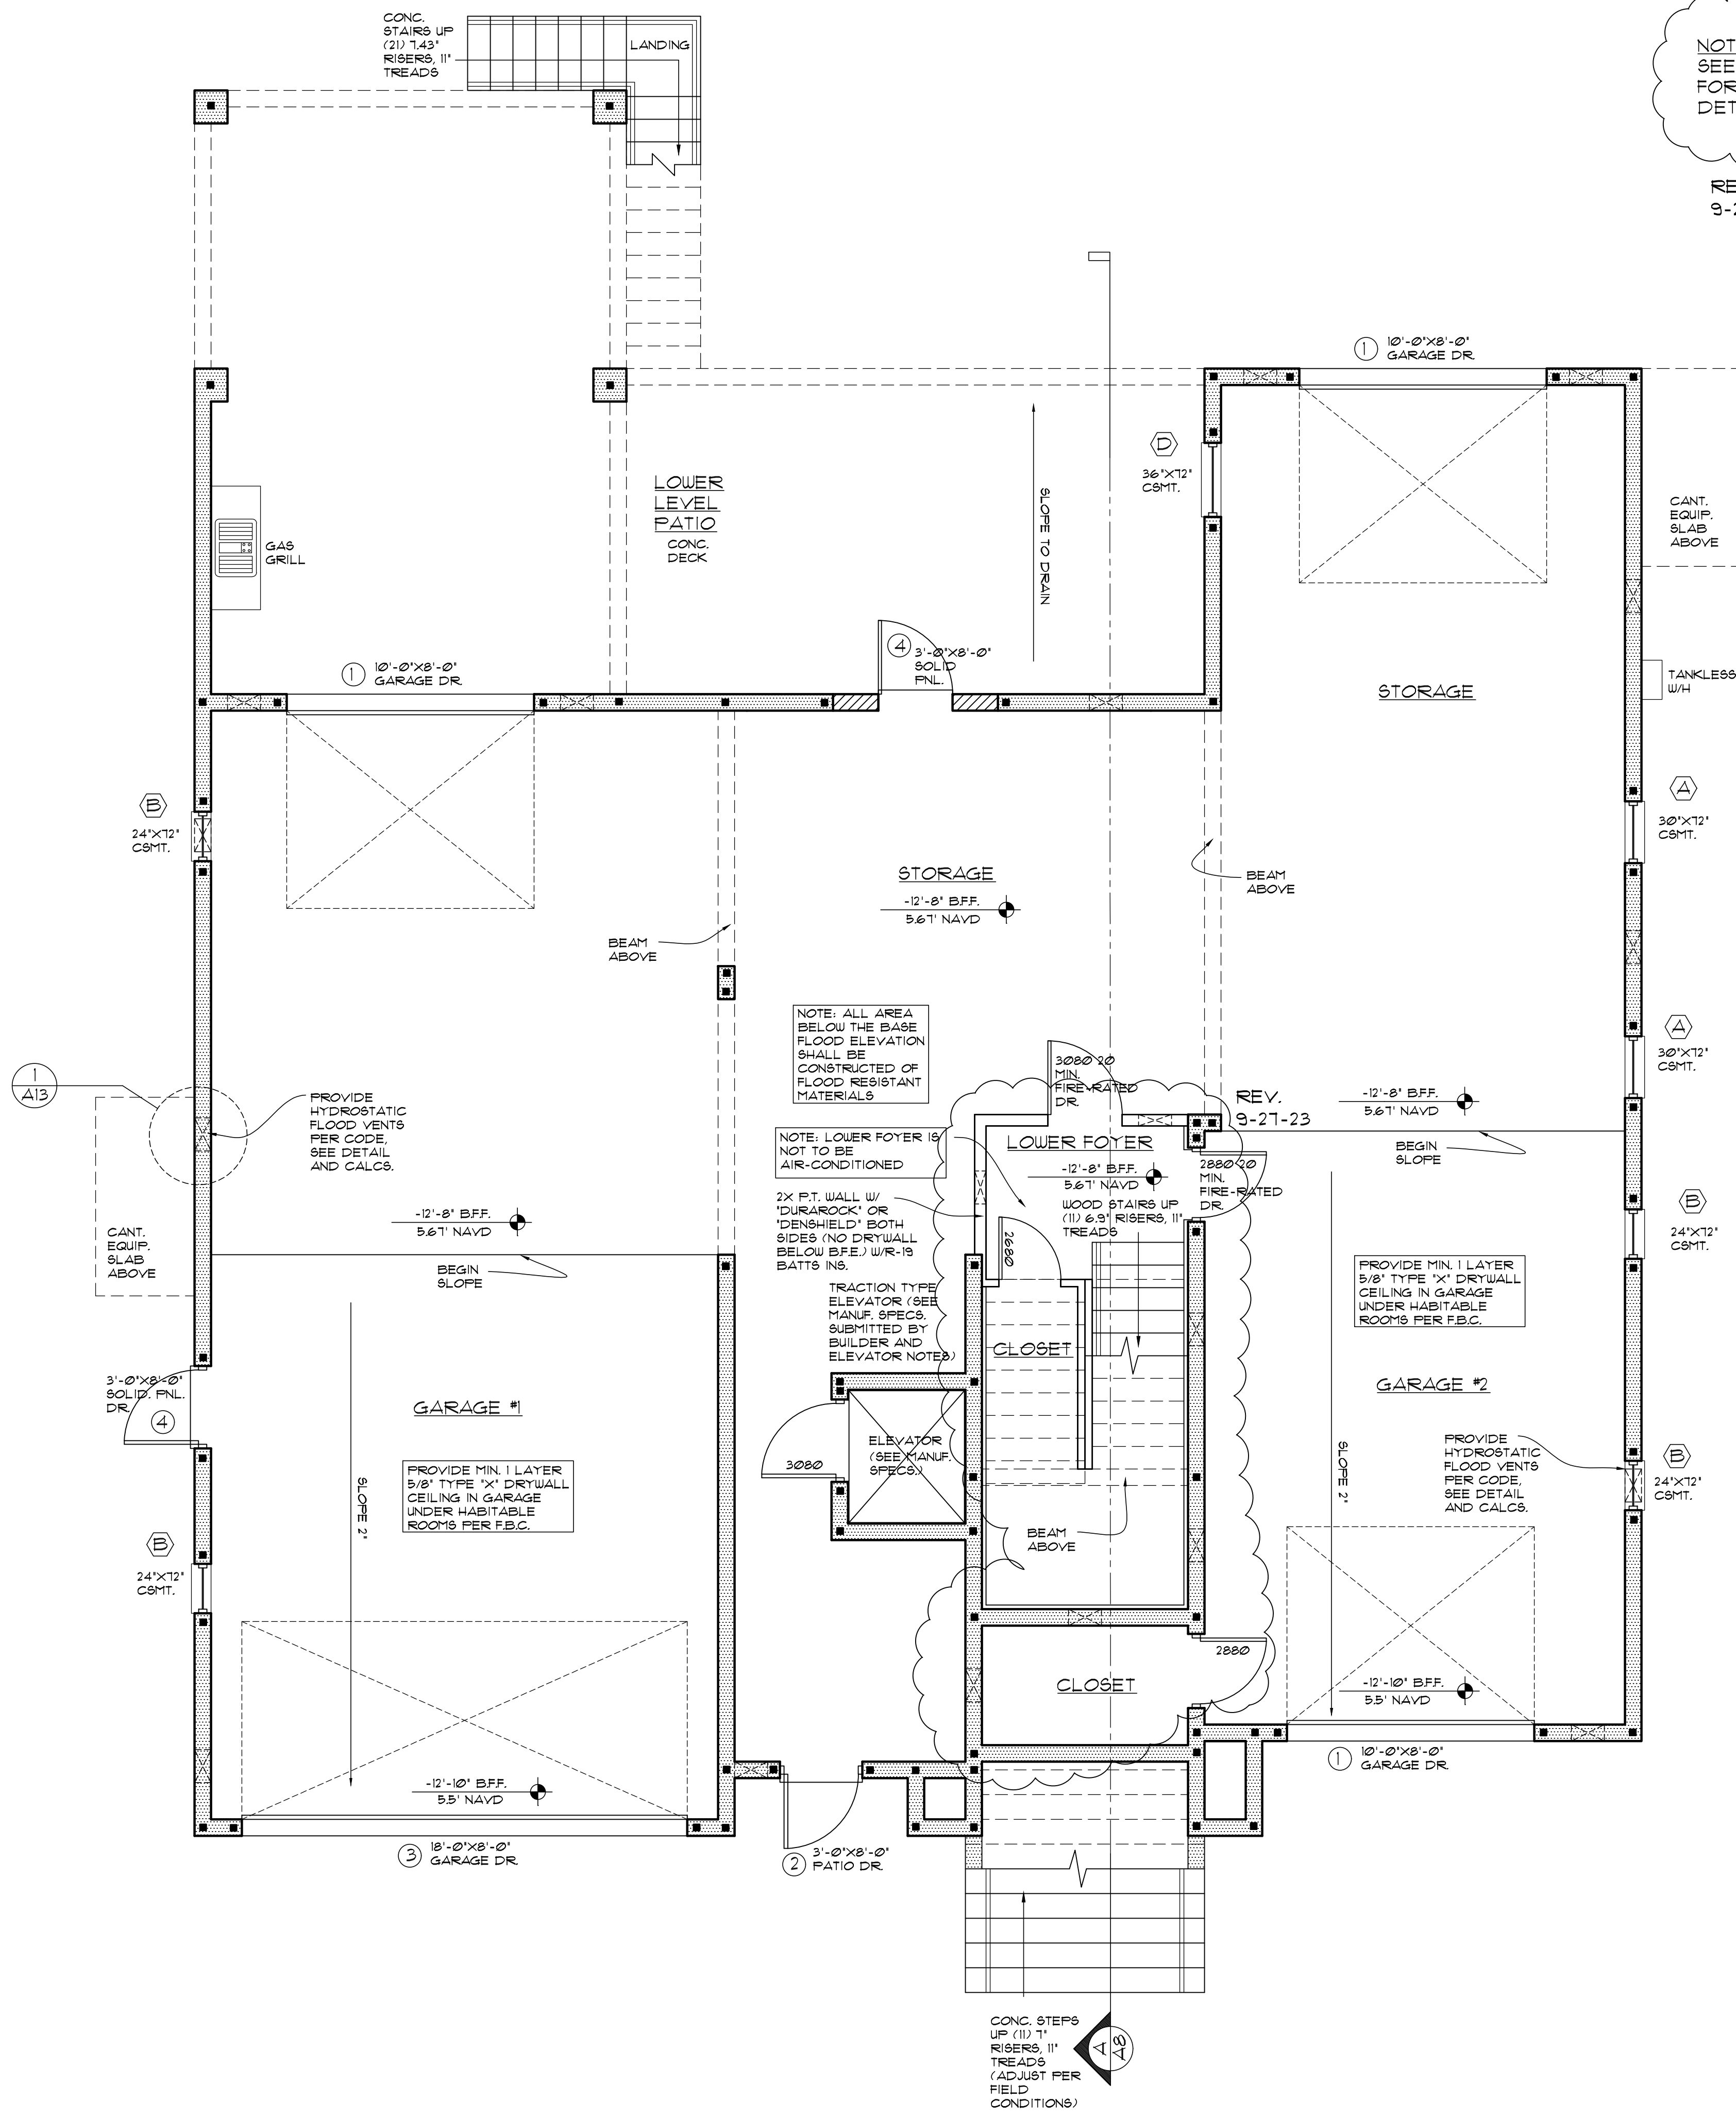 CONC.
STAIRS UP
(21) 7.43"
RISERS, 11"
TREADS
LANDING
NOT
SEE
FOR
DET
RE
9-2
1
10'-0"X8'-0"
GARAGE DR.
D
36"X72"
CSMT.
LOWER
LEVEL
PATIO
CONC.
DECK
SLOPE TO DRAIN
CANT.
EQUIP.
SLAB
ABOVE
GAS
GRILL
4
3'-0"X8'-0"
SOLID
PNL.
1
10'-0"X8'-0"
GARAGE DR.
STORAGE
TANKLESS
W/H
B
24"X72"
CSMT.
A
30"X72"
CSMT.
STORAGE
-12'-8" B.F.F.
5.67' NAVD
BEAM
ABOVE
BEAM
ABOVE
NOTE: ALL AREA
BELOW THE BASE
FLOOD ELEVATION
SHALL BE
CONSTRUCTED OF
FLOOD RESISTANT
MATERIALS
A
30"X72"
CSMT.
3080 20
MIN.
FIRE-RATED
DR.
1
A13
PROVIDE
HYDROSTATIC
FLOOD VENTS
PER CODE,
SEE DETAIL
AND CALCS.
REV.
9-27-23
-12'-8" B.F.F.
5.67' NAVD
BEGIN
SLOPE
NOTE: LOWER FOYER IS
NOT TO BE
AIR-CONDITIONED
LOWER FOYER
-12'-8" B.F.F.
5.67' NAVD
2880 20
MIN.
FIRE-RATED
DR.
WOOD STAIRS UP
(11) 6.9" RISERS, 11"
TREADS
2X P.T. WALL W/
"DURAROCK" OR
"DENSHIELD" BOTH
SIDES (NO DRYWALL
BELOW B.F.E.) W/R-19
BATTS INS.
2680
B
24"X72"
CSMT.
-12'-8" B.F.F.
5.67' NAVD
CANT.
EQUIP.
SLAB
ABOVE
BEGIN
SLOPE
PROVIDE MIN. 1 LAYER
5/8" TYPE "X" DRYWALL
CEILING IN GARAGE
UNDER HABITABLE
ROOMS PER F.B.C.
TRACTION TYPE
ELEVATOR (SEE
MANUF. SPECS.
SUBMITTED BY
BUILDER AND
ELEVATOR NOTES)
CLOSET
3'-0"X8'-0"
SOLID. PNL.
DR.
4
GARAGE #1
GARAGE #2
ELEVATOR
(SEE MANUF.
SPECS.)
3080
PROVIDE
HYDROSTATIC
FLOOD VENTS
PER CODE,
SEE DETAIL
AND CALCS.
SLOPE 2"
B
24"X72"
CSMT.
PROVIDE MIN. 1 LAYER
5/8" TYPE "X" DRYWALL
CEILING IN GARAGE
UNDER HABITABLE
ROOMS PER F.B.C.
SLOPE 2"
BEAM
ABOVE
B
24"X72"
CSMT.
2880
CLOSET
-12'-10" B.F.F.
5.5' NAVD
1
10'-0"X8'-0"
GARAGE DR.
-12'-10" B.F.F.
5.5' NAVD
3
18'-0"X8'-0"
GARAGE DR.
2
3'-0"X8'-0"
PATIO DR.
CONC. STEPS
UP (11) 7"
RISERS, 11"
TREADS
(ADJUST PER
FIELD
CONDITIONS)
A
A8